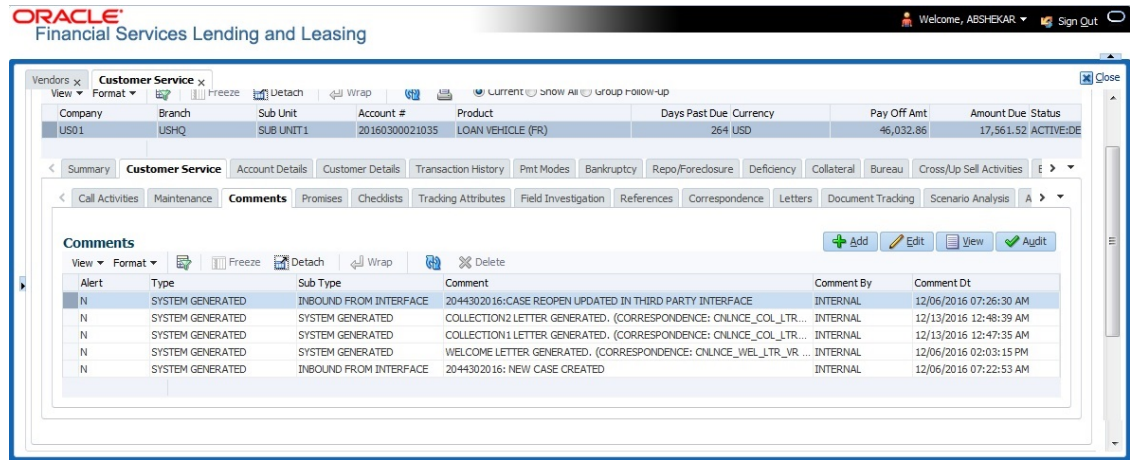 ORACLE'
Financial Services Lending and Leasing
Welcome, ABSHEKAR
Sign Out
Vendors x Customer Service x
Close
View Format Freeze Detach Wrap Current Show All Group Follow-up
Company Branch Sub Unit Account # Product Days Past Due Currency Pay Off Amt Amount Due Status
US01 USHQ SUB UNIT1 20160300021035 LOAN VEHICLE (FR) 264 USD 46,032.86 17,561.52 ACTIVE:DE
Summary Customer Service Account Details Customer Details Transaction History Pmt Modes Bankruptcy Repo/Foreclosure Deficiency Collateral Bureau Cross/Up Sell Activities
Call Activities Maintenance Comments Promises Checklists Tracking Attributes Field Investigation References Correspondence Letters Document Tracking Scenario Analysis A
Comments
Add Edit View Audit
View Format Freeze Detach Wrap Delete
Alert Type Sub Type Comment Comment By Comment Dt
N SYSTEM GENERATED INBOUND FROM INTERFACE 2044302016:CASE REOPEN UPDATED IN THIRD PARTY INTERFACE INTERNAL 12/06/2016 07:26:30 AM
N SYSTEM GENERATED SYSTEM GENERATED COLLECTION2 LETTER GENERATED. (CORRESPONDENCE: CNLNCE_COL_LTR... INTERNAL 12/13/2016 12:48:39 AM
N SYSTEM GENERATED SYSTEM GENERATED COLLECTION1 LETTER GENERATED. (CORRESPONDENCE: CNLNCE_COL_LTR... INTERNAL 12/13/2016 12:47:35 AM
N SYSTEM GENERATED SYSTEM GENERATED WELCOME LETTER GENERATED. (CORRESPONDENCE: CNLNCE_WEL_LTR_VR ... INTERNAL 12/06/2016 02:03:15 PM
N SYSTEM GENERATED INBOUND FROM INTERFACE 2044302016: NEW CASE CREATED INTERNAL 12/06/2016 07:22:53 AM